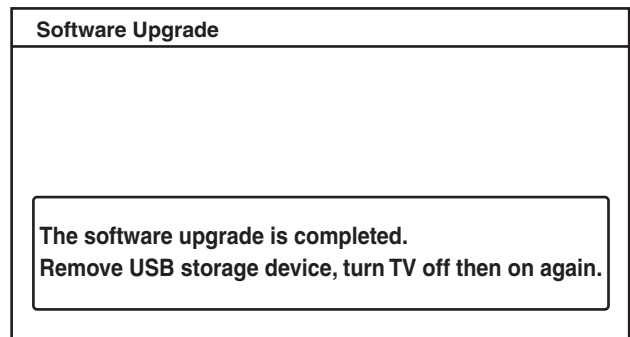 Software Upgrade
The software upgrade is completed.
Remove USB storage device, turn TV off then on again.